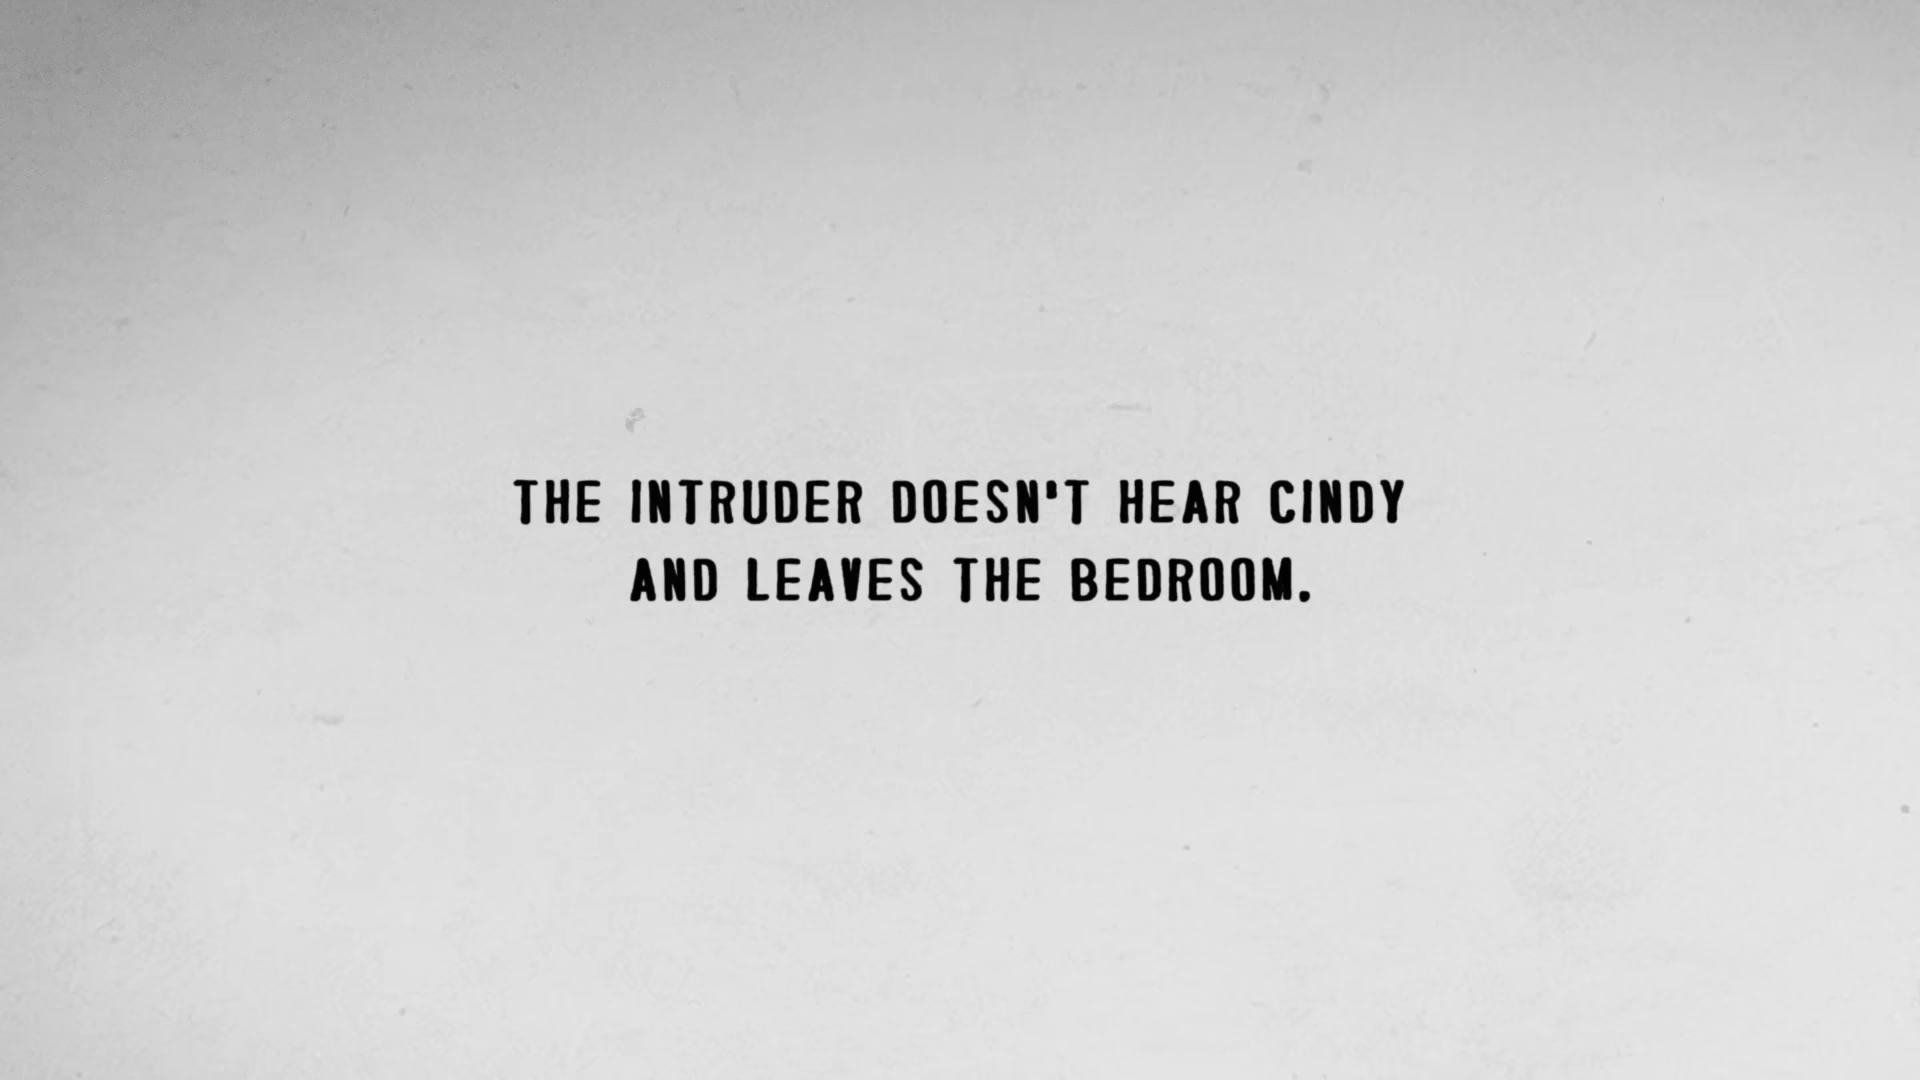 THE INTRUDER DOESN'T HEAR CINDY
AND LEAVES THE BEDROOM.